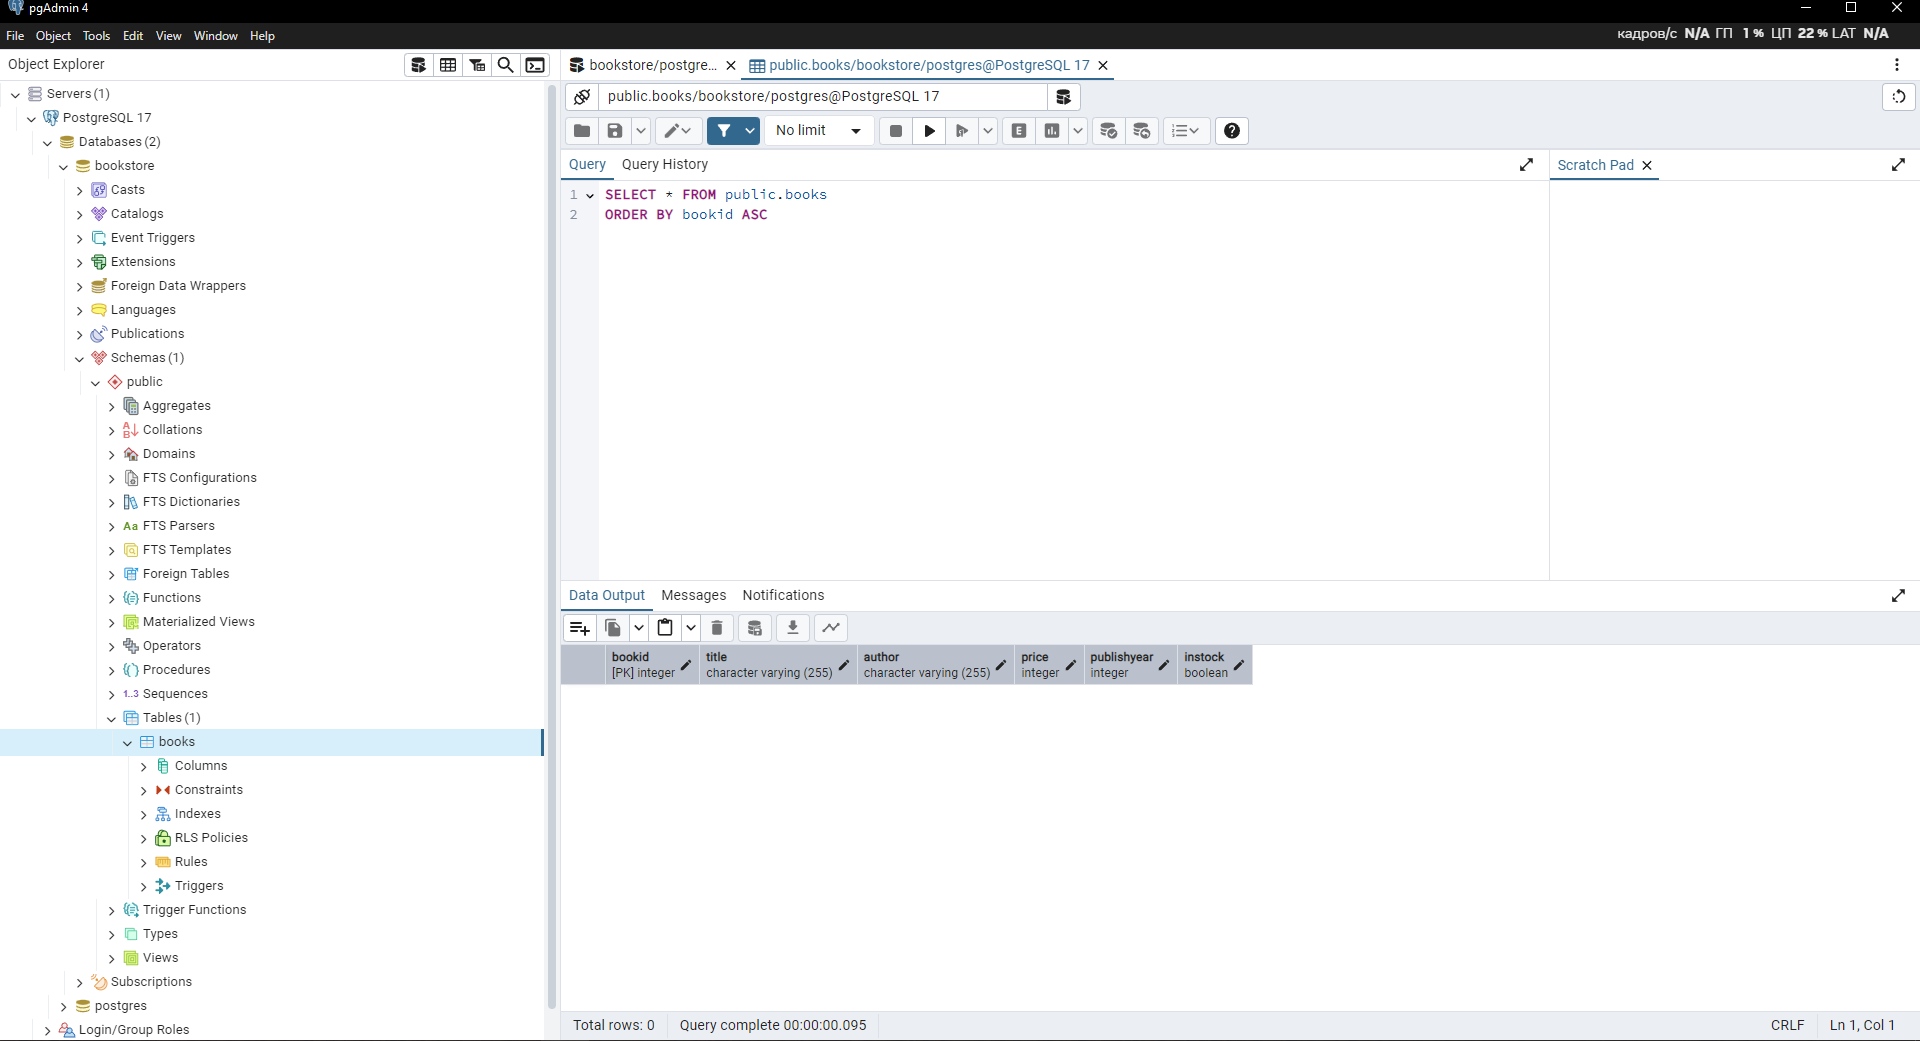 pgAdmin 4
File Object Tools Edit View Window Help
кадров/с N/A ГП 1 % ЦП 22 % LAT N/A
Object Explorer
bookstore/postgre...
public.books/bookstore/postgres@PostgreSQL 17
public.books/bookstore/postgres@PostgreSQL 17
No limit
E
Query Query History
Scratch Pad
1 SELECT * FROM public.books
2 ORDER BY bookid ASC
Servers (1)
PostgreSQL 17
Databases (2)
bookstore
Casts
Catalogs
Event Triggers
Extensions
Foreign Data Wrappers
Languages
Publications
Schemas (1)
public
Aggregates
Collations
Domains
FTS Configurations
FTS Dictionaries
Aa FTS Parsers
FTS Templates
Foreign Tables
Functions
Materialized Views
Operators
Procedures
1..3 Sequences
Tables (1)
books
Columns
Constraints
Indexes
RLS Policies
Rules
Triggers
Trigger Functions
Types
Views
Subscriptions
postgres
Login/Group Roles
Data Output Messages Notifications
bookid title author price publishyear instock
[PK] integer character varying (255) character varying (255) integer integer boolean
Total rows: 0 Query complete 00:00:00.095 CRLF Ln 1, Col 1